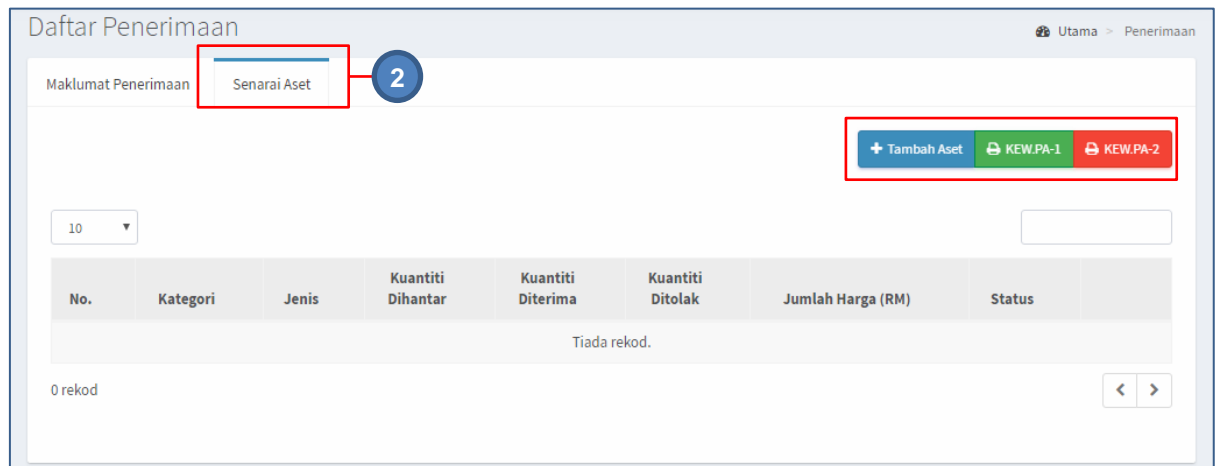 Daftar Penerimaan
Utama > Penerimaan
Maklumat Penerimaan
Senarai Aset
2
Tambah Aset
KEW.PA-1
KEW.PA-2
10
No.
Kategori
Jenis
Kuantiti
Dihantar
Kuantiti
Diterima
Kuantiti
Ditolak
Jumlah Harga (RM)
Status
Tiada rekod.
0 rekod